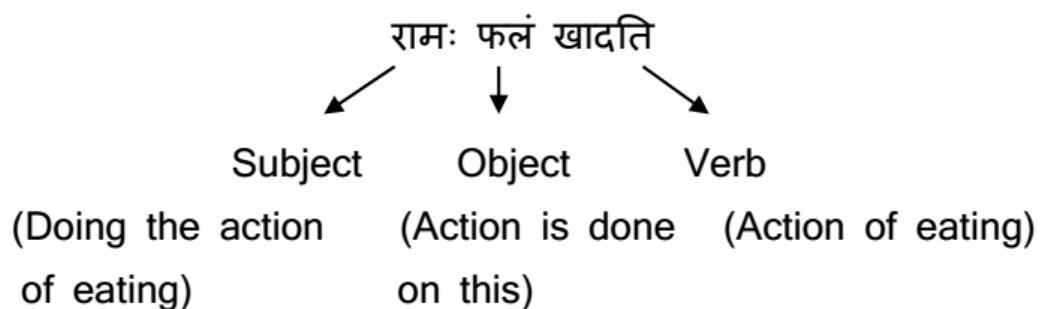 रामः फलं खादति
Subject Object Verb
(Doing the action (Action is done (Action of eating)
of eating) on this)